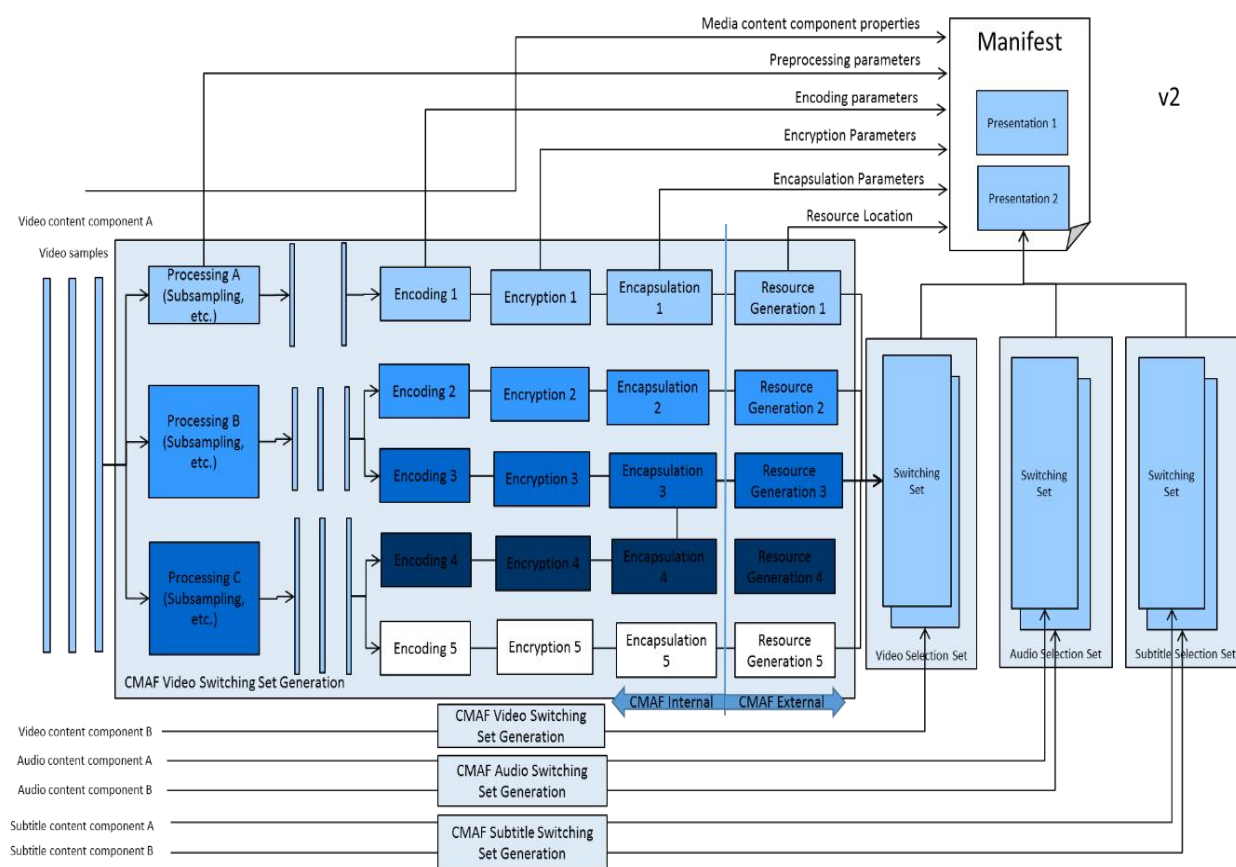 Media content component properties
Preprocessing parameters
Encoding parameters
Encryption Parameters
Encapsulation Parameters
Resource Location
Manifest
Presentation 1
Presentation 2
v2
Video content component A
Video samples
Processing A
(Subsampling,
etc.)
Encoding 1
Encryption 1
Encapsulation
1
Resource
Generation 1
Processing B
(Subsampling,
etc.)
Encoding 2
Encryption 2
Encapsulation
2
Resource
Generation 2
Encoding 3
Encryption 3
Encapsulation
3
Resource
Generation 3
Processing C
(Subsampling,
etc.)
Encoding 4
Encryption 4
Encapsulation
4
Resource
Generation 4
Encoding 5
Encryption 5
Encapsulation
5
Resource
Generation 5
CMAF Video Switching Set Generation
CMAF Internal
CMAF External
Switching
Set
Video Selection Set
Switching
Set
Audio Selection Set
Switching
Set
Subtitle Selection Set
Video content component B
CMAF Video Switching
Set Generation
Audio content component A
Audio content component B
CMAF Audio Switching
Set Generation
Subtitle content component A
Subtitle content component B
CMAF Subtitle Switching
Set Generation